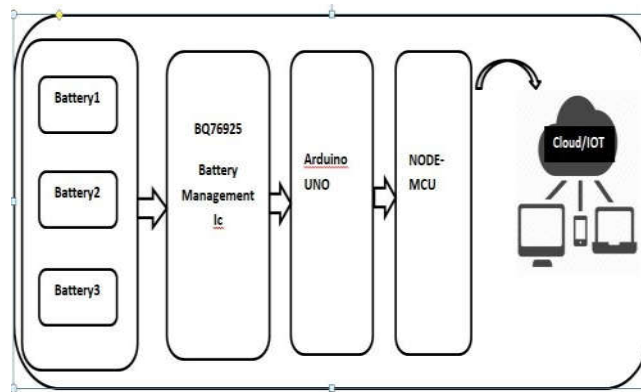 Battery1
Battery2
Battery3
BQ76925
Battery
Management
Ic
Arduino
UNO
NODE-
MCU
Cloud/IOT